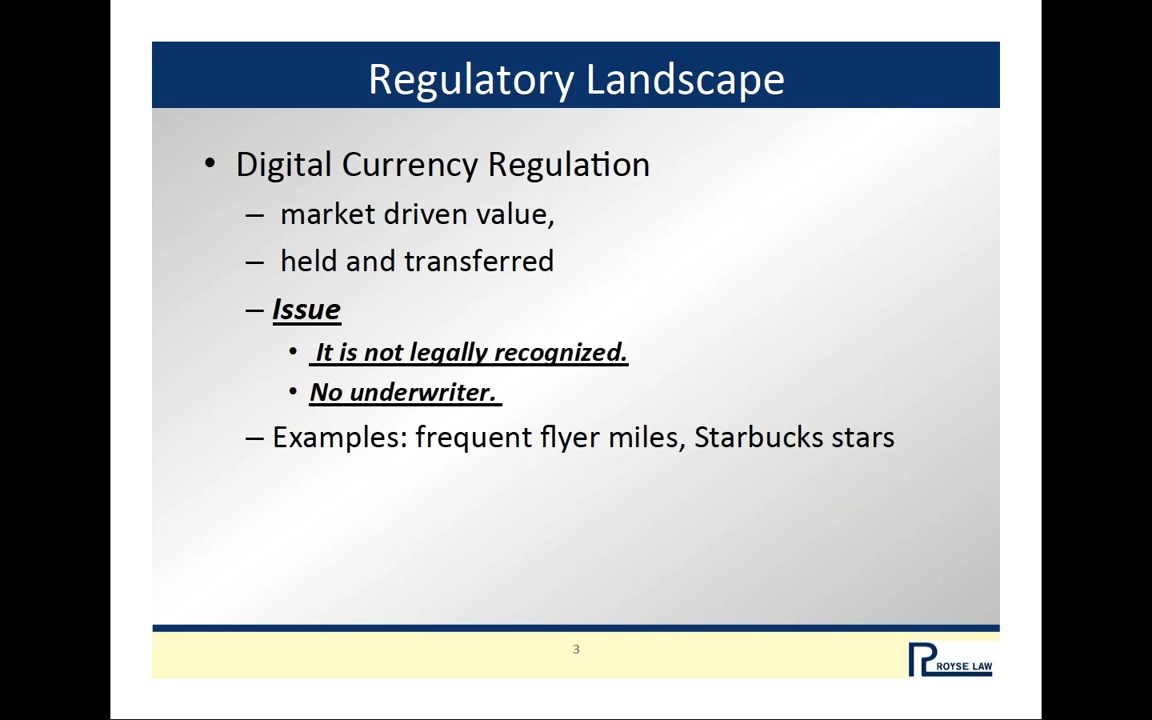 Regulatory Landscape
• Digital Currency Regulation
– market driven value,
– held and transferred
– Issue
• It is not legally recognized.
• No underwriter.
– Examples: frequent flyer miles, Starbucks stars
3
ROYSE LAW